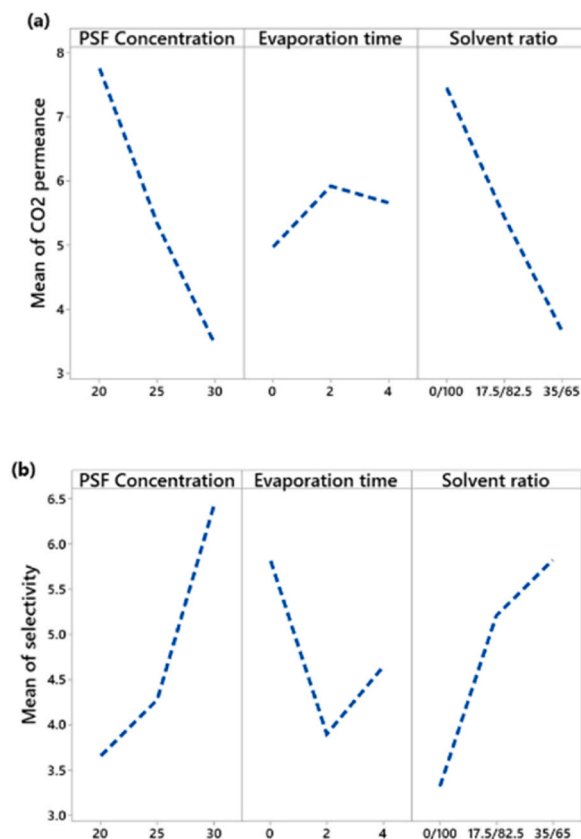 (a)
PSF Concentration Evaporation time Solvent ratio
Mean of CO2 permeance
8
7
6
5
4
3
20 25 30 0 2 4 0/100 17.5/82.5 35/65
(b)
PSF Concentration Evaporation time Solvent ratio
Mean of selectivity
6.5
6.0
5.5
5.0
4.5
4.0
3.5
3.0
20 25 30 0 2 4 0/100 17.5/82.5 35/65